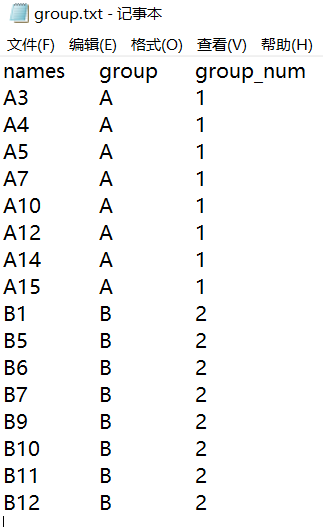 group.txt - 记事本
文件(F) 编辑(E) 格式(O) 查看(V) 帮助(H)
names group group_num
A3 A 1
A4 A 1
A5 A 1
A7 A 1
A10 A 1
A12 A 1
A14 A 1
A15 A 1
B1 B 2
B5 B 2
B6 B 2
B7 B 2
B9 B 2
B10 B 2
B11 B 2
B12 B 2